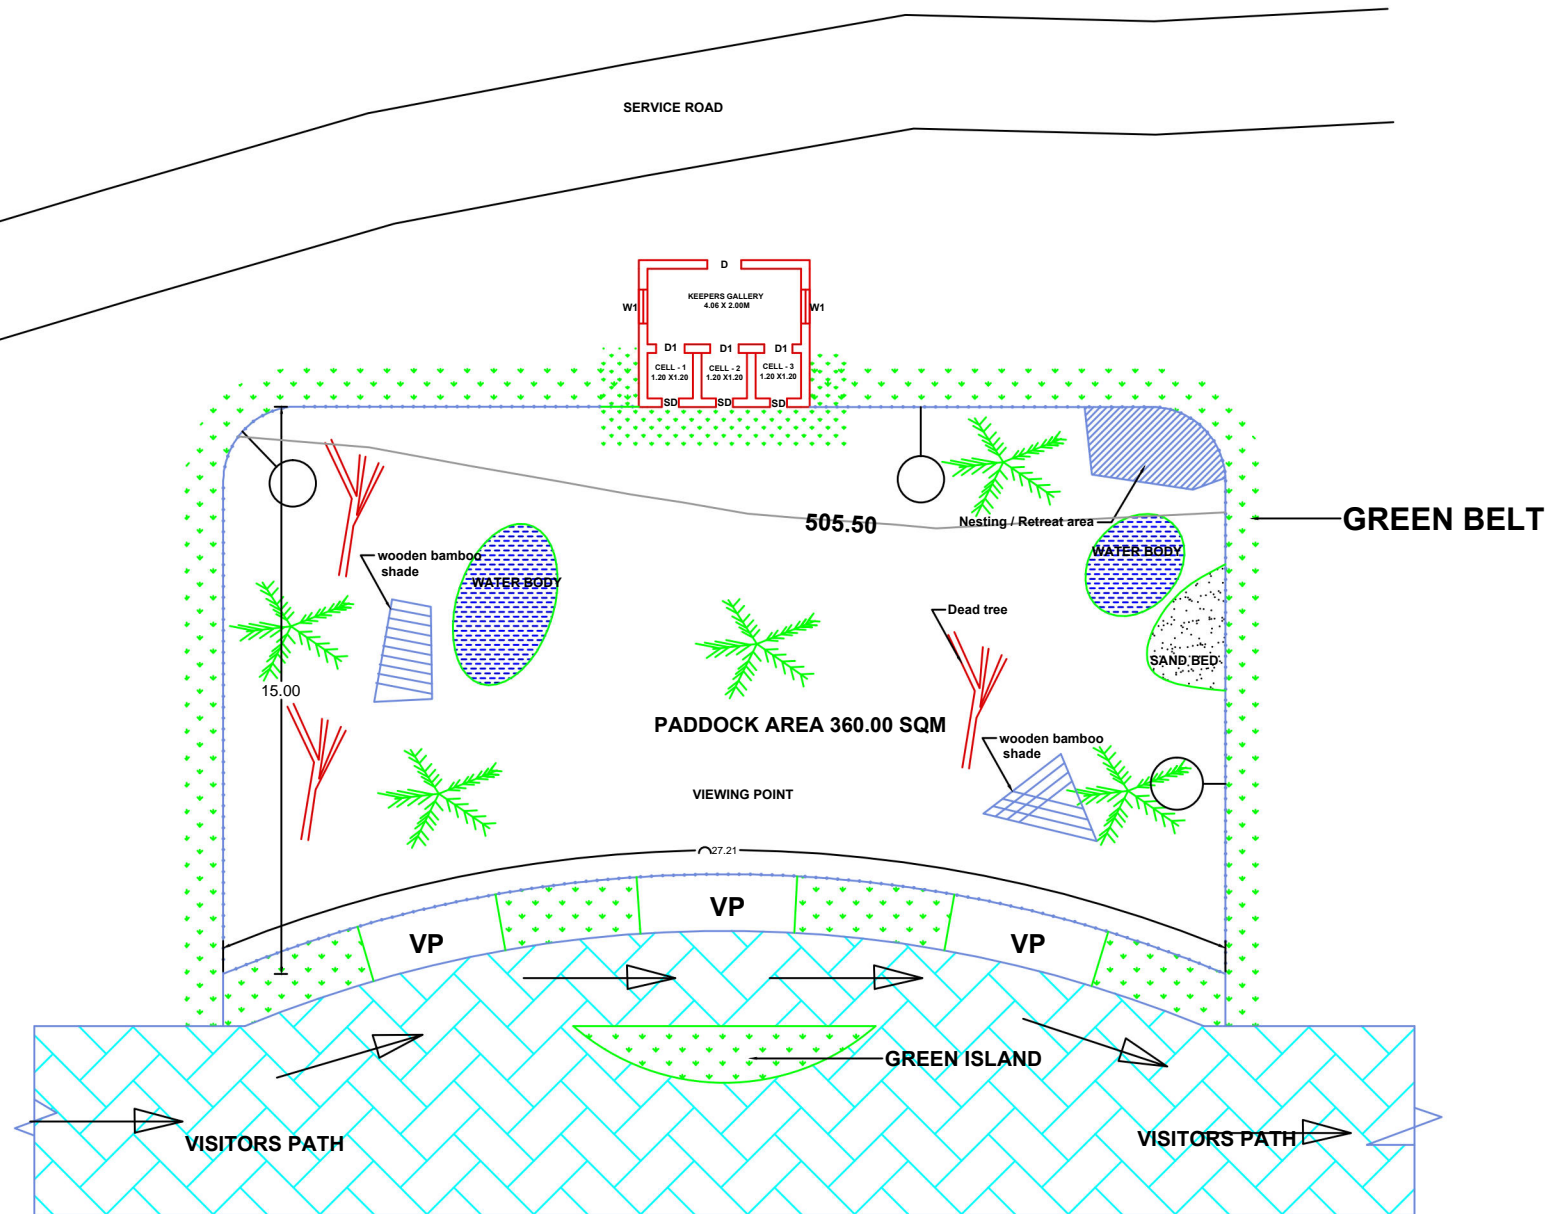 SERVICE ROAD
D
KEEPERS GALLERY
4.06 X 2.00M
W1
W1
D1
D1
D1
CELL - 1
1.20 X1.20
CELL - 2
1.20 X1.20
CELL - 3
1.20 X1.20
SD
SD
SD
505.50
Nesting / Retreat area
GREEN BELT
wooden bamboo
shade
WATER BODY
WATER BODY
Dead tree
SAND BED
15.00
PADDOCK AREA 360.00 SQM
wooden bamboo
shade
VIEWING POINT
27.21
VP
VP
VP
GREEN ISLAND
VISITORS PATH
VISITORS PATH